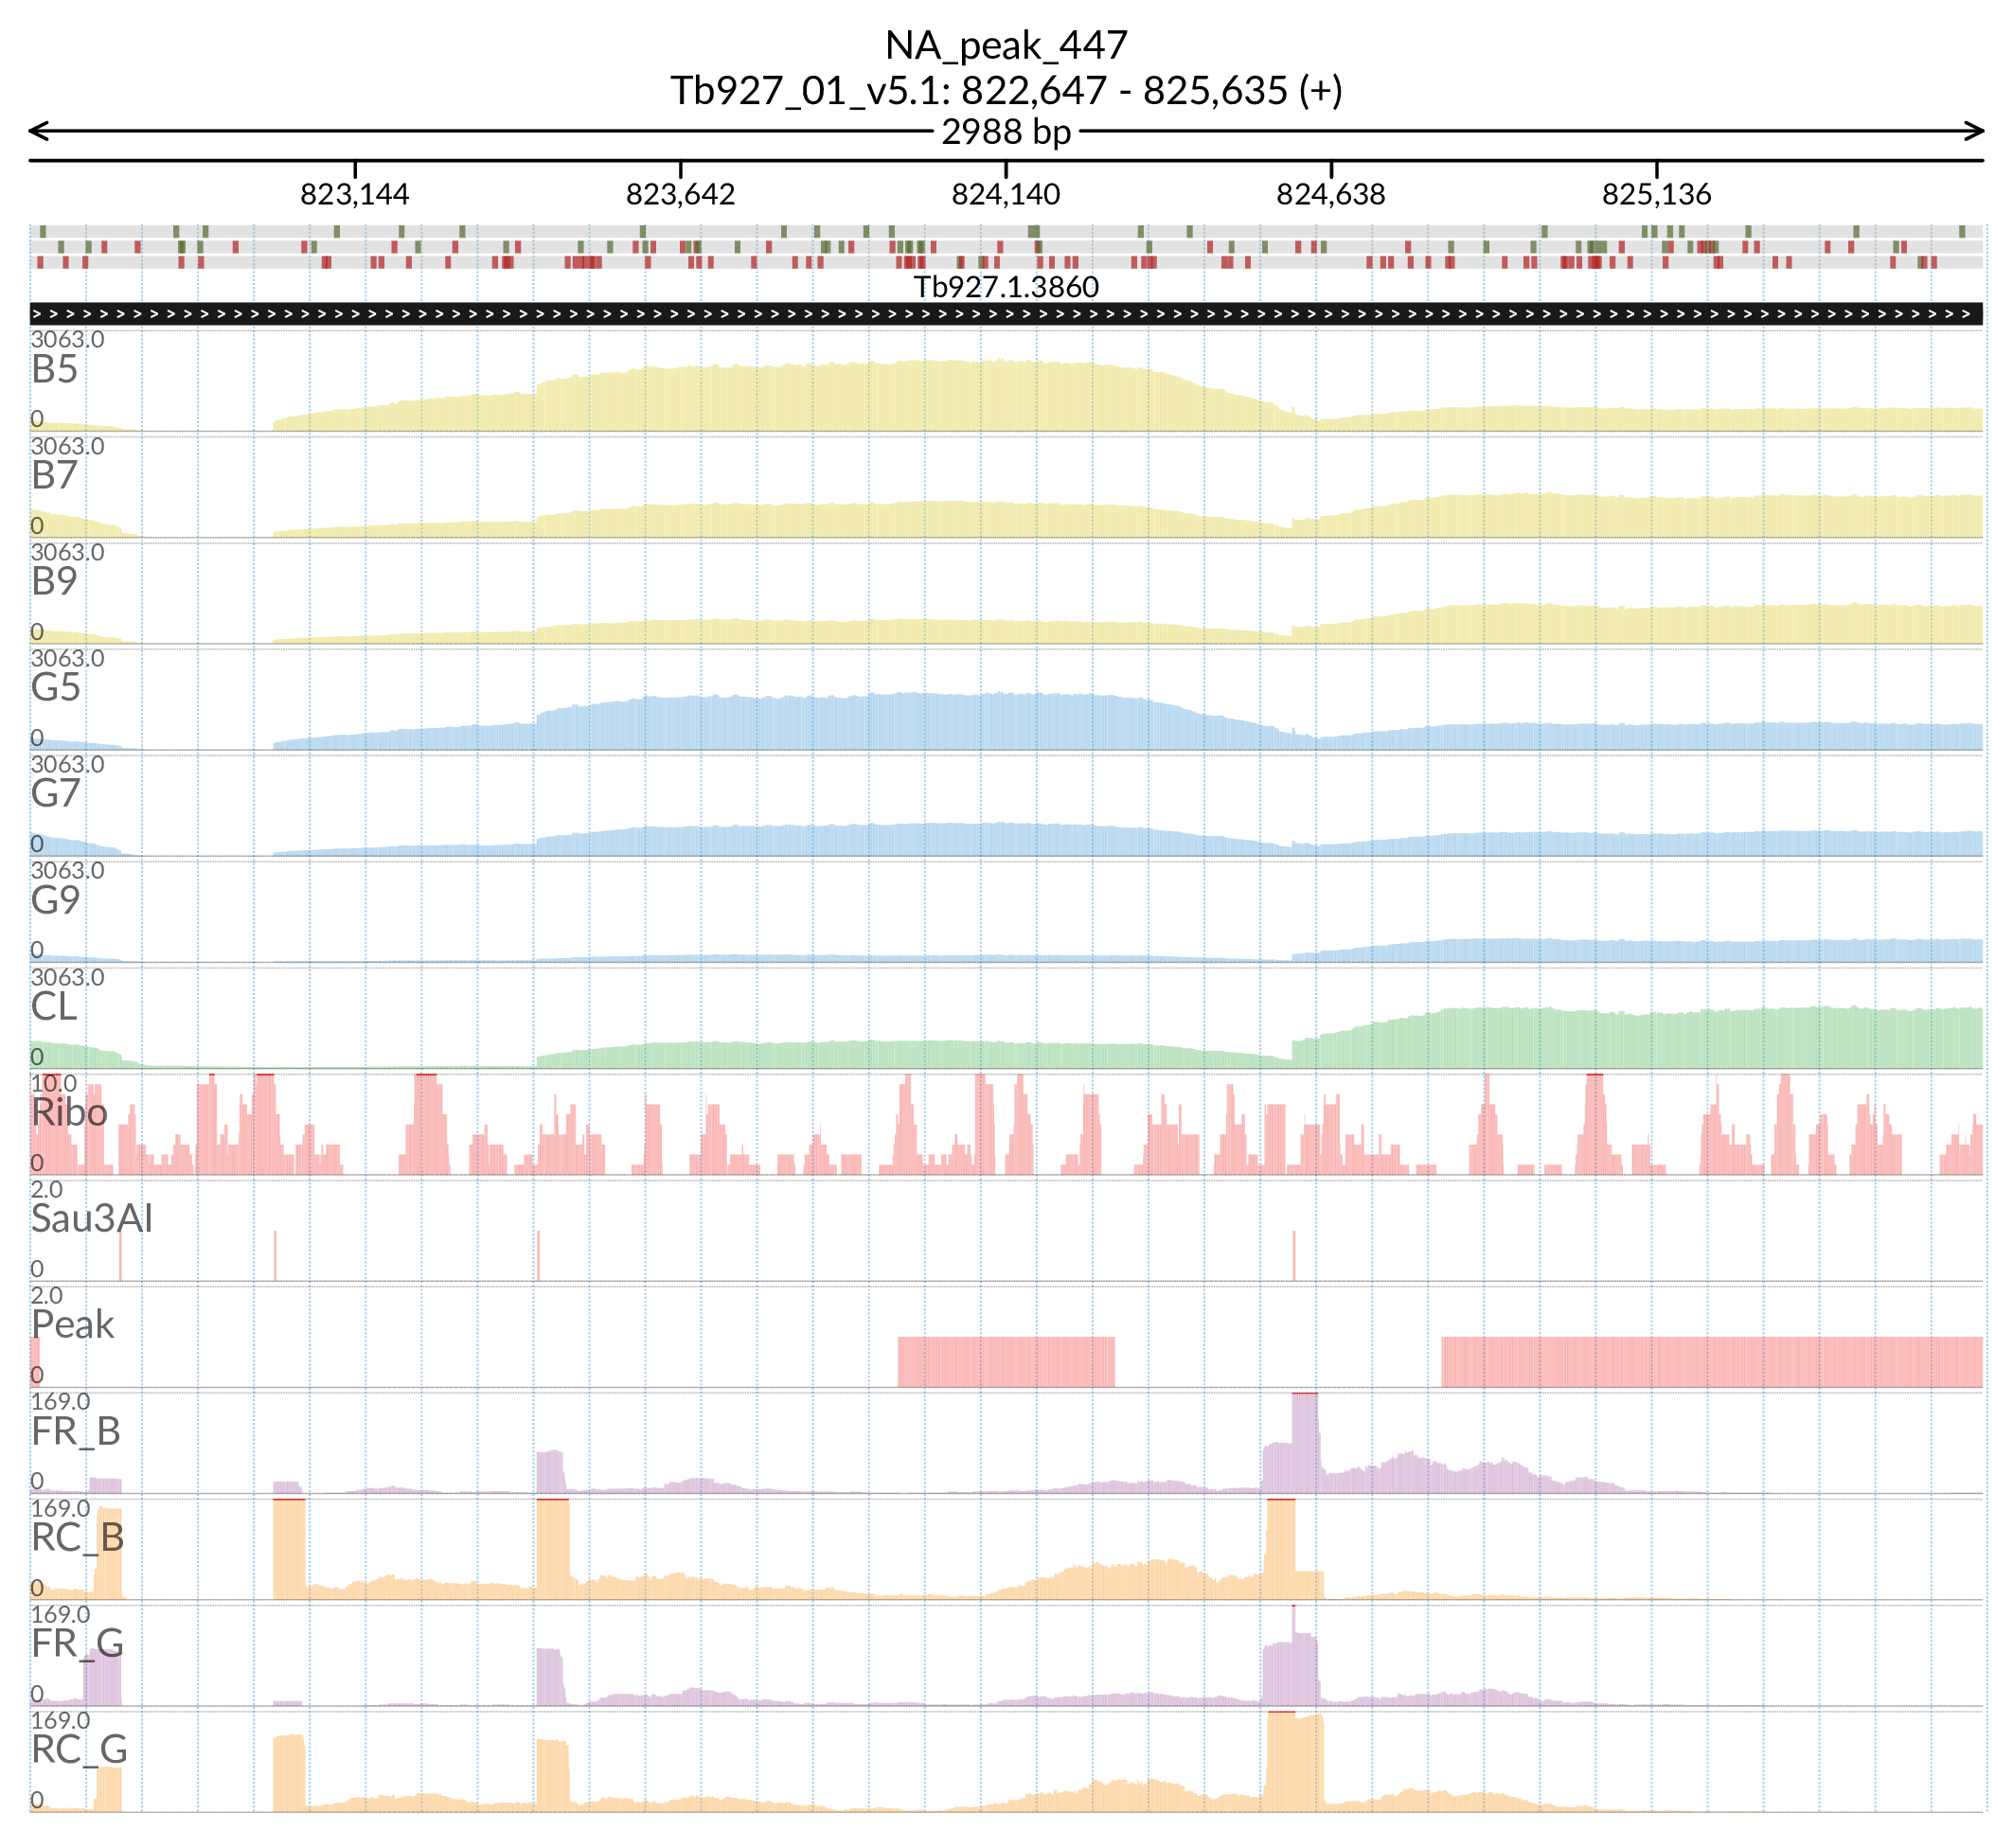 NA_peak_447
Tb927_01_v5.1: 822,647 - 825,635 (+)
2988 bp
823,144 823,642 824,140 824,638 825,136
Tb927.1.3860
3063.0
B5
0
3063.0
B7
0
3063.0
B9
0
3063.0
G5
0
3063.0
G7
0
3063.0
G9
0
3063.0
CL
0
10.0
Ribo
0
2.0
Sau3AI
0
2.0
Peak
0
169.0
FR_B
0
169.0
RC_B
0
169.0
FR_G
0
169.0
RC_G
0